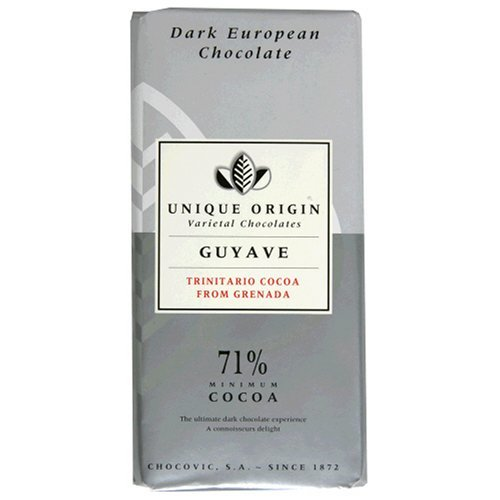 Dark European
Chocolate
UNIQUE ORIGIN
Varietal Chocolates
GUYAVE
TRINITARIO COCOA
FROM GRENADA
71%
MINIMUM
COCOA
The ultimate dark chocolate experience
A connoisseurs delight
CHOCOVIC, S.A. ~ SINCE 1872